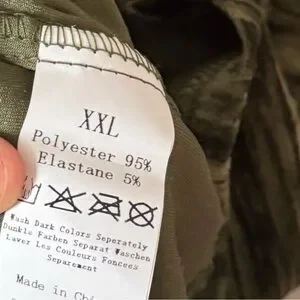 XXL
Polyester 95%
Elastane 5%
Wash Dark Colors Seperately
Dunkle Farben Separat Waschen
Laver Les Couleurs Foncees
Separement
Made in Chi